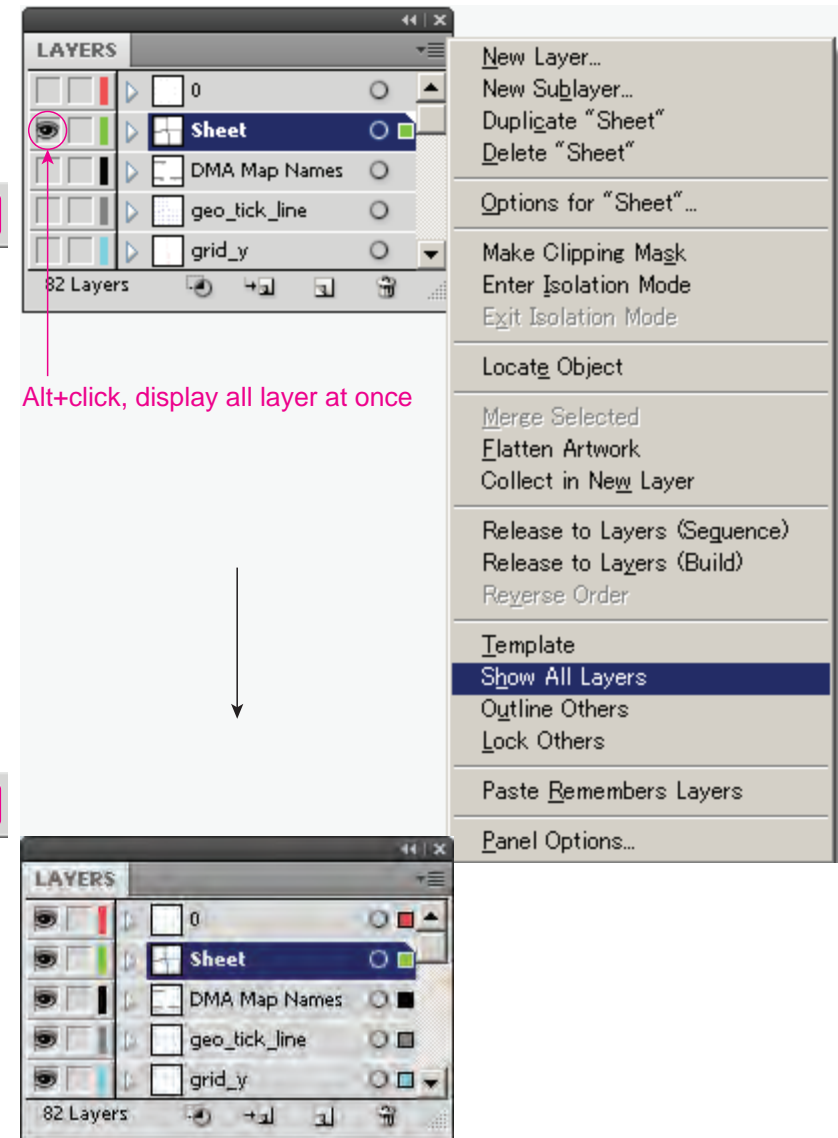 LAYERS
0
Sheet
DMA Map Names
geo_tick_line
grid_y
82 Layers
Alt+click, display all layer at once
New Layer...
New Sublayer...
Duplicate "Sheet"
Delete "Sheet"
Options for "Sheet"...
Make Clipping Mask
Enter Isolation Mode
Exit Isolation Mode
Locate Object
Merge Selected
Flatten Artwork
Collect in New Layer
Release to Layers (Sequence)
Release to Layers (Build)
Reverse Order
Template
Show All Layers
Outline Others
Lock Others
Paste Remembers Layers
Panel Options...
LAYERS
0
Sheet
DMA Map Names
geo_tick_line
grid_y
82 Layers